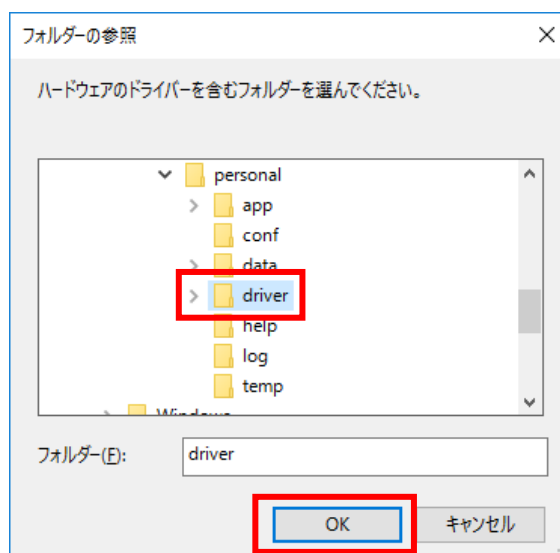 フォルダーの参照
ハードウェアのドライバーを含むフォルダーを選んでください。
personal
app
conf
data
driver
help
log
temp
Windows
フォルダー(F):
driver
OK
キャンセル